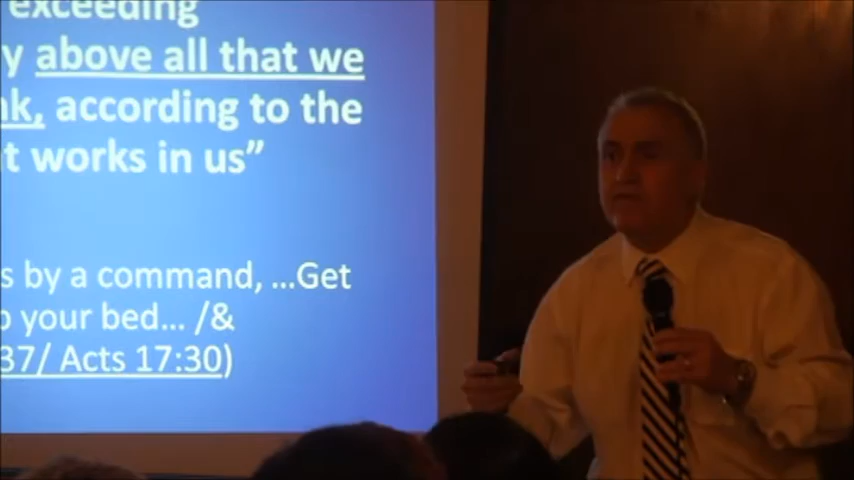 exceeding
above all that we
according to the
works in us”
by a command, ...Get
your bed... /&
37/ Acts 17:30)